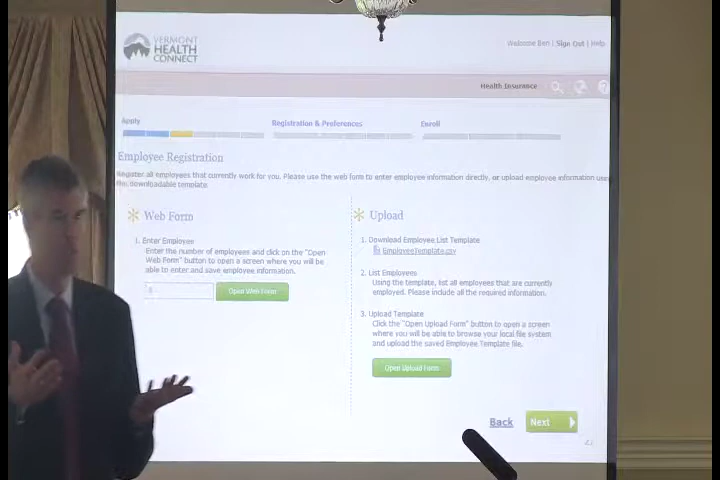 VERMONT
HEALTH
CONNECT
Welcome Ben | Sign Out | Help
Health Insurance
Apply
Registration & Preferences
Enroll
Employee Registration
Register all employees that currently work for you. Please use the web form to enter employee information directly, or upload employee information using
the downloadable template.
Web Form
1. Enter Employee
Enter the number of employees and click on the "Open
Web Form" button to open a screen where you will be
able to enter and save employee information.
Open Web Form
Upload
1. Download Employee List Template
EmployeeTemplate.csv
2. List Employees
Using the template, list all employees that are currently
employed. Please include all the required information.
3. Upload Template
Click the "Open Upload Form" button to open a screen
where you will be able to browse your local file system
and upload the saved Employee Template file.
Open Upload Form
Back
Next